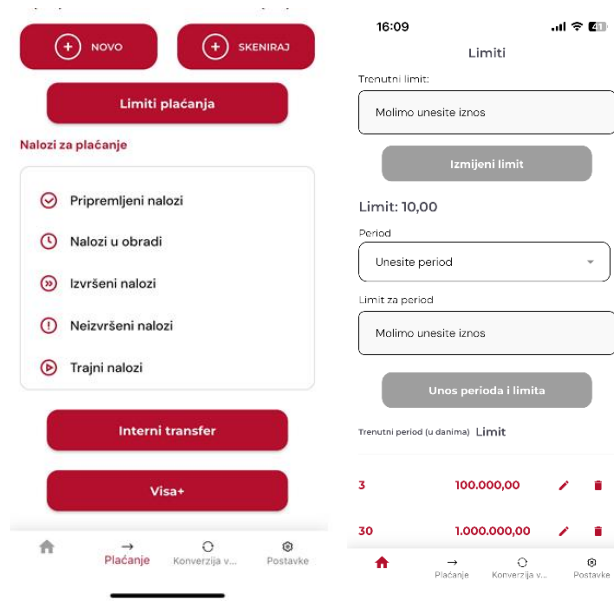 NOVO
SKENIRAJ
Limiti plaćanja
Nalozi za plaćanje
Pripremljeni nalozi
Nalozi u obradi
Izvršeni nalozi
Neizvršeni nalozi
Trajni nalozi
Interni transfer
Visa+
Plaćanje
Konverzija v...
Postavke
16:09
Limiti
Trenutni limit:
Molimo unesite iznos
Izmijeni limit
Limit: 10,00
Period
Unesite period
Limit za period
Molimo unesite iznos
Unos perioda i limita
Trenutni period (u danima) Limit
3 100.000,00
30 1.000.000,00
Plaćanje
Konverzija v...
Postavke